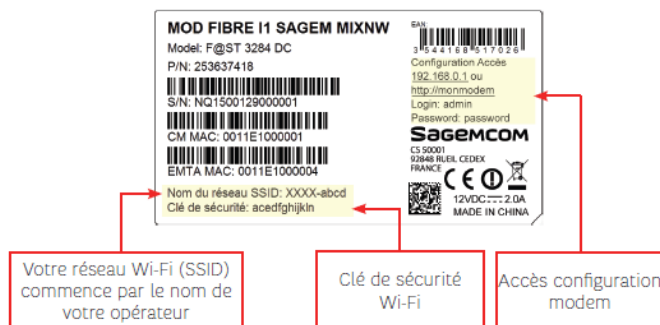 MOD FIBRE I1 SAGEM MIXNW
Model: F@ST 3284 DC
P/N: 253637418
S/N: NQ1500129000001
CM MAC: 0011E1000001
EMTA MAC: 0011E1000004
Nom du réseau SSID: XXXX-abcd
Clé de sécurité: acedfghijkln
EAN:
3 544168 517026
Configuration Accès
192.168.0.1 ou
http://monmodem
Login: admin
Password: password
SAGEMCOM
CS 50001
92848 RUEIL CEDEX
FRANCE
CE
12VDC 2.0A
MADE IN CHINA
Votre réseau Wi-Fi (SSID)
commence par le nom de
votre opérateur
Clé de sécurité
Wi-Fi
Accès configuration
modem